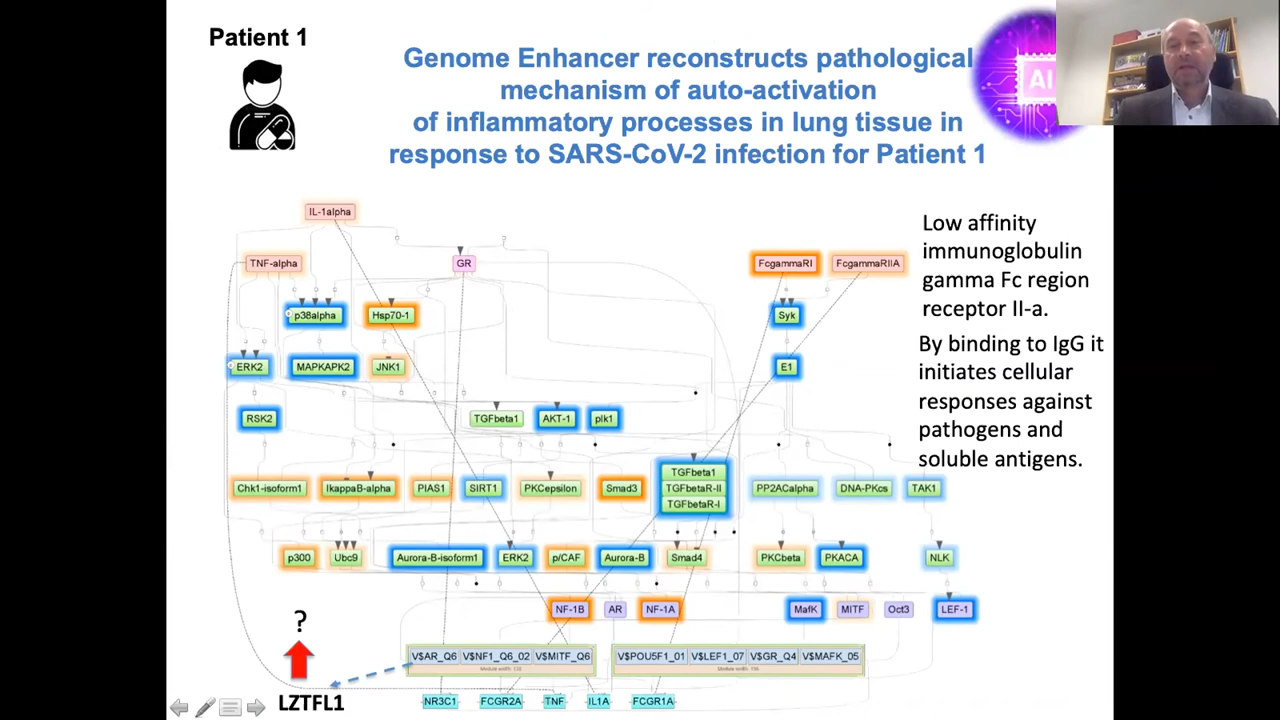 Patient 1
Genome Enhancer reconstructs pathological
mechanism of auto-activation
of inflammatory processes in lung tissue in
response to SARS-CoV-2 infection for Patient 1
AI
IL-1alpha
TNF-alpha
GR
FcgammaRI
FcgammaRIIA
p38alpha
Hsp70-1
Syk
ERK2
MAPKAPK2
JNK1
E1
RSK2
TGFbeta1
AKT-1
plk1
Chk1-isoform1
IkappaB-alpha
PIAS1
SIRT1
PKCepsilon
Smad3
TGFbeta1
TGFbetaR-II
TGFbetaR-I
PP2ACalpha
DNA-PKcs
TAK1
p300
Ubc9
Aurora-B-isoform1
ERK2
p/CAF
Aurora-B
Smad4
PKCbeta
PKACA
NLK
NF-1B
AR
NF-1A
MafK
MITF
Oct3
LEF-1
V$AR_Q6 V$NF1_Q6_02 V$MITF_Q6
V$POU5F1_01 V$LEF1_07 V$GR_Q4 V$MAFK_05
NR3C1
FCGR2A
TNF
IL1A
FCGR1A
?
LZTFL1
Low affinity
immunoglobulin
gamma Fc region
receptor II-a.
By binding to IgG it
initiates cellular
responses against
pathogens and
soluble antigens.